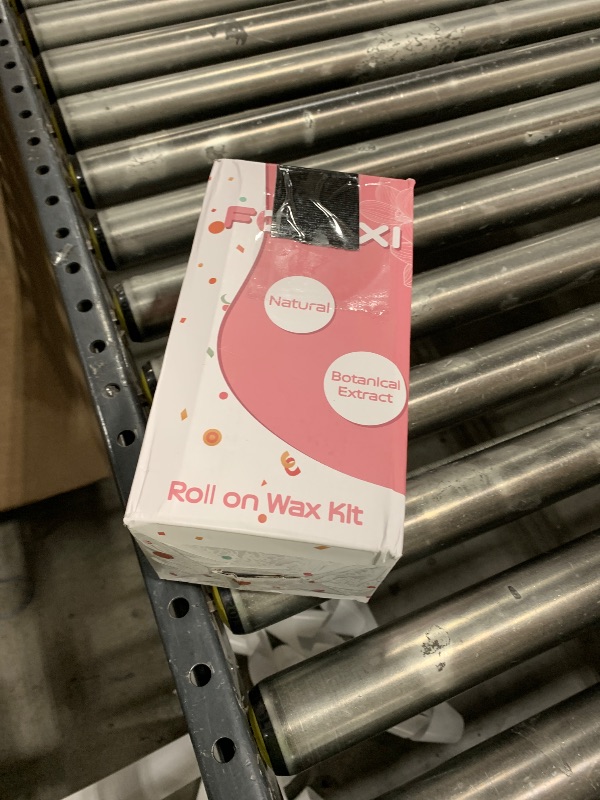 Natural
Botanical
Extract
Roll on Wax Kit